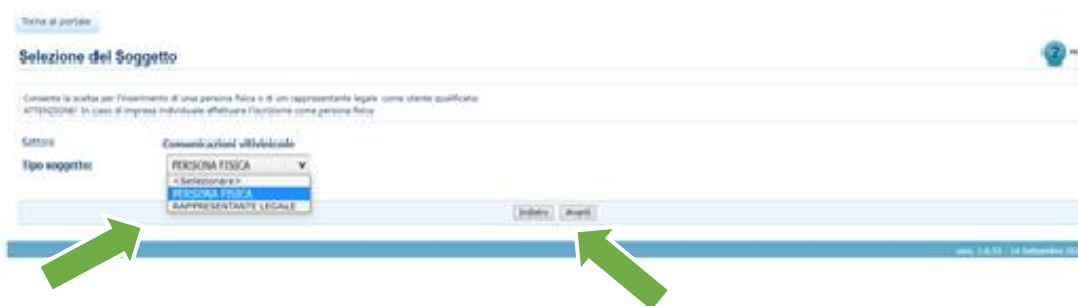 Torna al portale
Selezione del Soggetto
Consente la scelta per l'inserimento di una persona fisica o di un rappresentante legale come utente qualificato
ATTENZIONE! In caso di impresa individuale effettuare l'iscrizione come persona fisica
Settore Comunicazioni vitivinicole
Tipo soggetto: PERSONA FISICA
<Selezionare>
PERSONA FISICA
RAPPRESENTANTE LEGALE
Indietro Avanti
14 Settembre